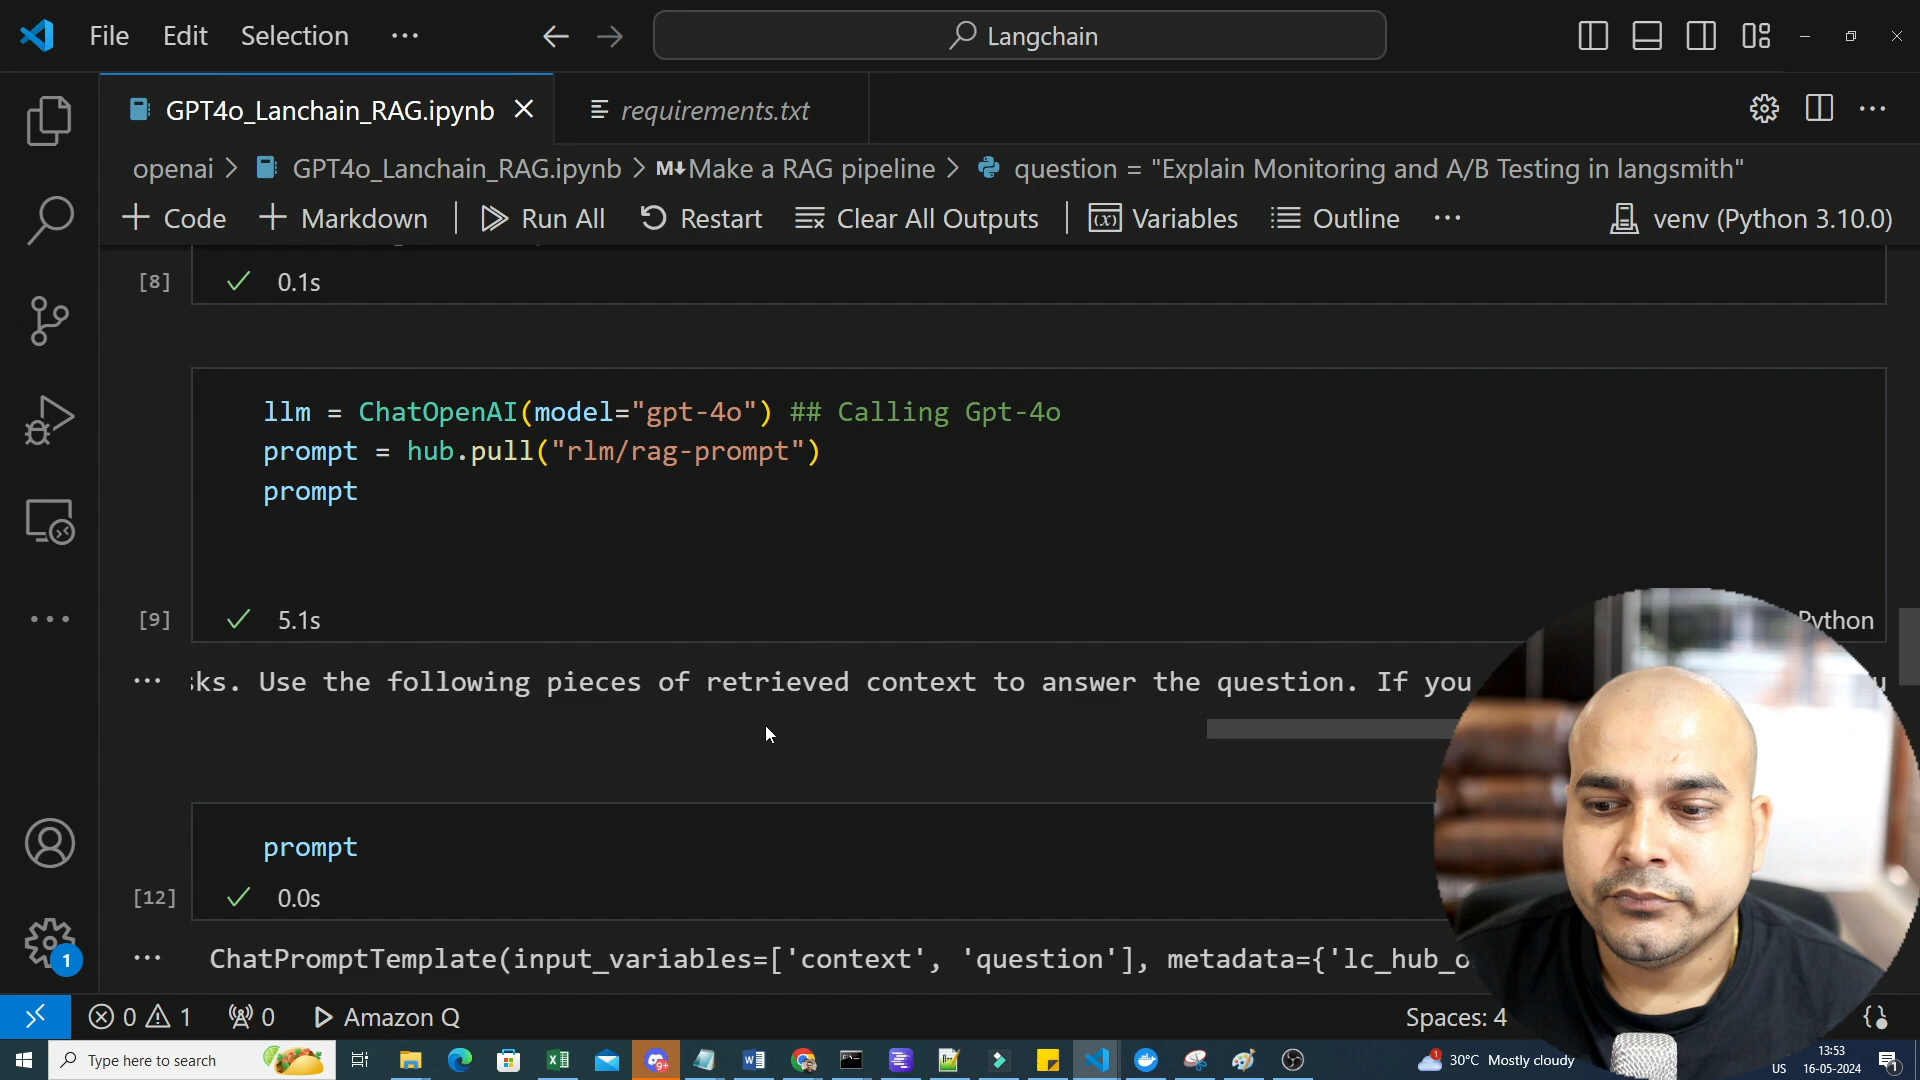 File Edit Selection ···
Langchain
GPT4o_Lanchain_RAG.ipynb
requirements.txt
openai > GPT4o_Lanchain_RAG.ipynb > M↓Make a RAG pipeline > question = "Explain Monitoring and A/B Testing in langsmith"
+ Code + Markdown Run All Restart Clear All Outputs Variables Outline ··· venv (Python 3.10.0)
[8] ✓ 0.1s
llm = ChatOpenAI(model="gpt-4o") ## Calling Gpt-4o
prompt = hub.pull("rlm/rag-prompt")
prompt
[9] ✓ 5.1s
Python
··· sks. Use the following pieces of retrieved context to answer the question. If you
prompt
[12] ✓ 0.0s
··· ChatPromptTemplate(input_variables=['context', 'question'], metadata={'lc_hub_o
1
0 1 0 Amazon Q
Spaces: 4
Type here to search
9+
1
30°C Mostly cloudy
US
13:53
16-05-2024
1